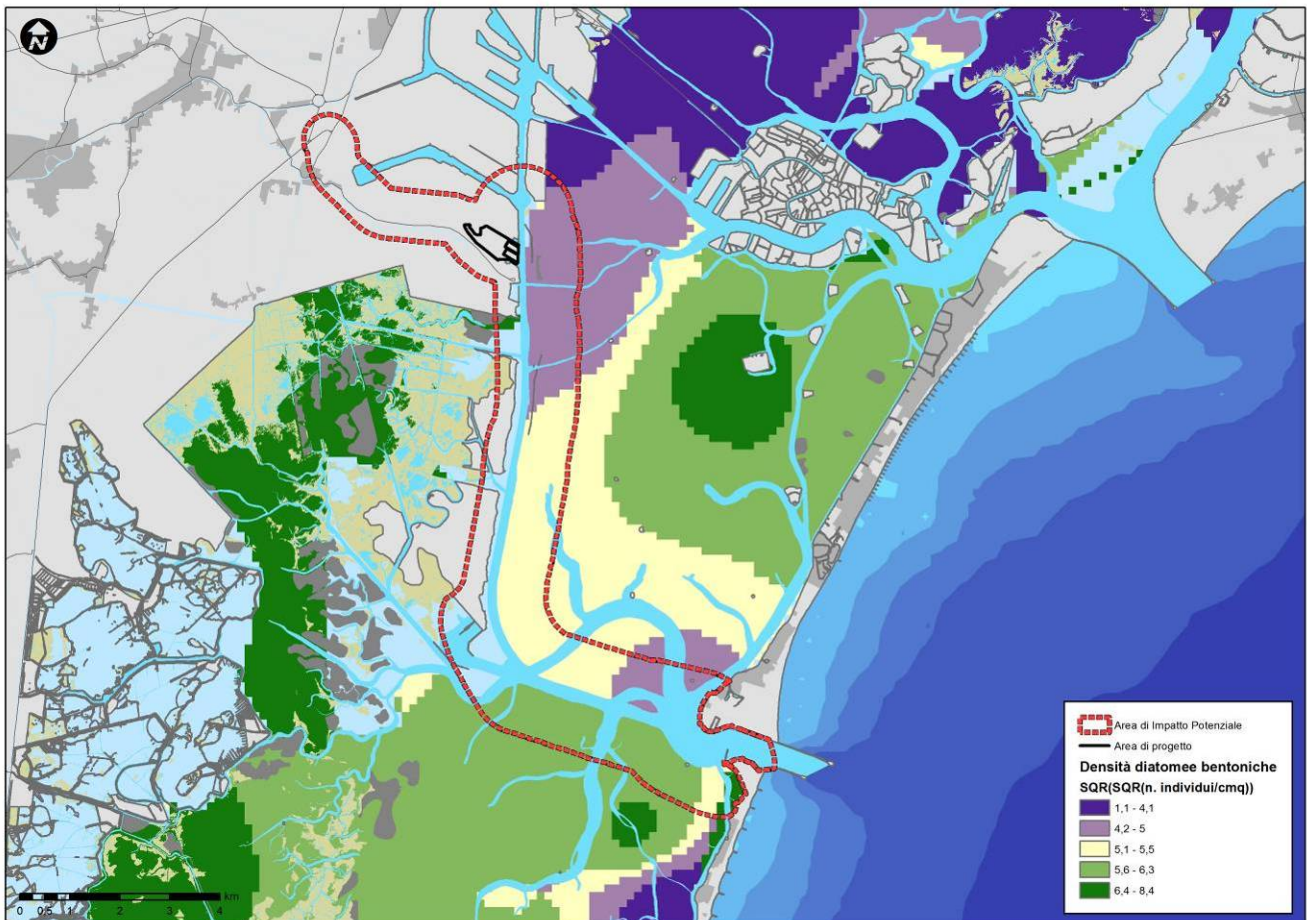 N
Area di Impatto Potenziale
Area di progetto
Densità diatomee bentoniche
SQR(SQR(n. individui/cmq))
1,1 - 4,1
4,2 - 5
5,1 - 5,5
5,6 - 6,3
6,4 - 8,4
km
0 0,5 1 2 3 4